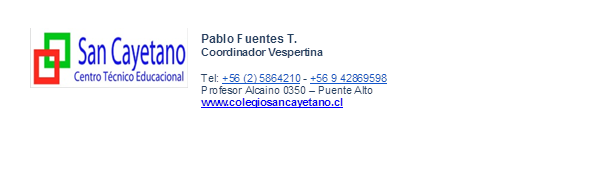 San Cayetano
Centro Técnico Educacional
Pablo Fuentes T.
Coordinador Vespertina
Tel: +56 (2) 5864210 - +56 9 42869598
Profesor Alcaino 0350 – Puente Alto
www.colegiosancayetano.cl